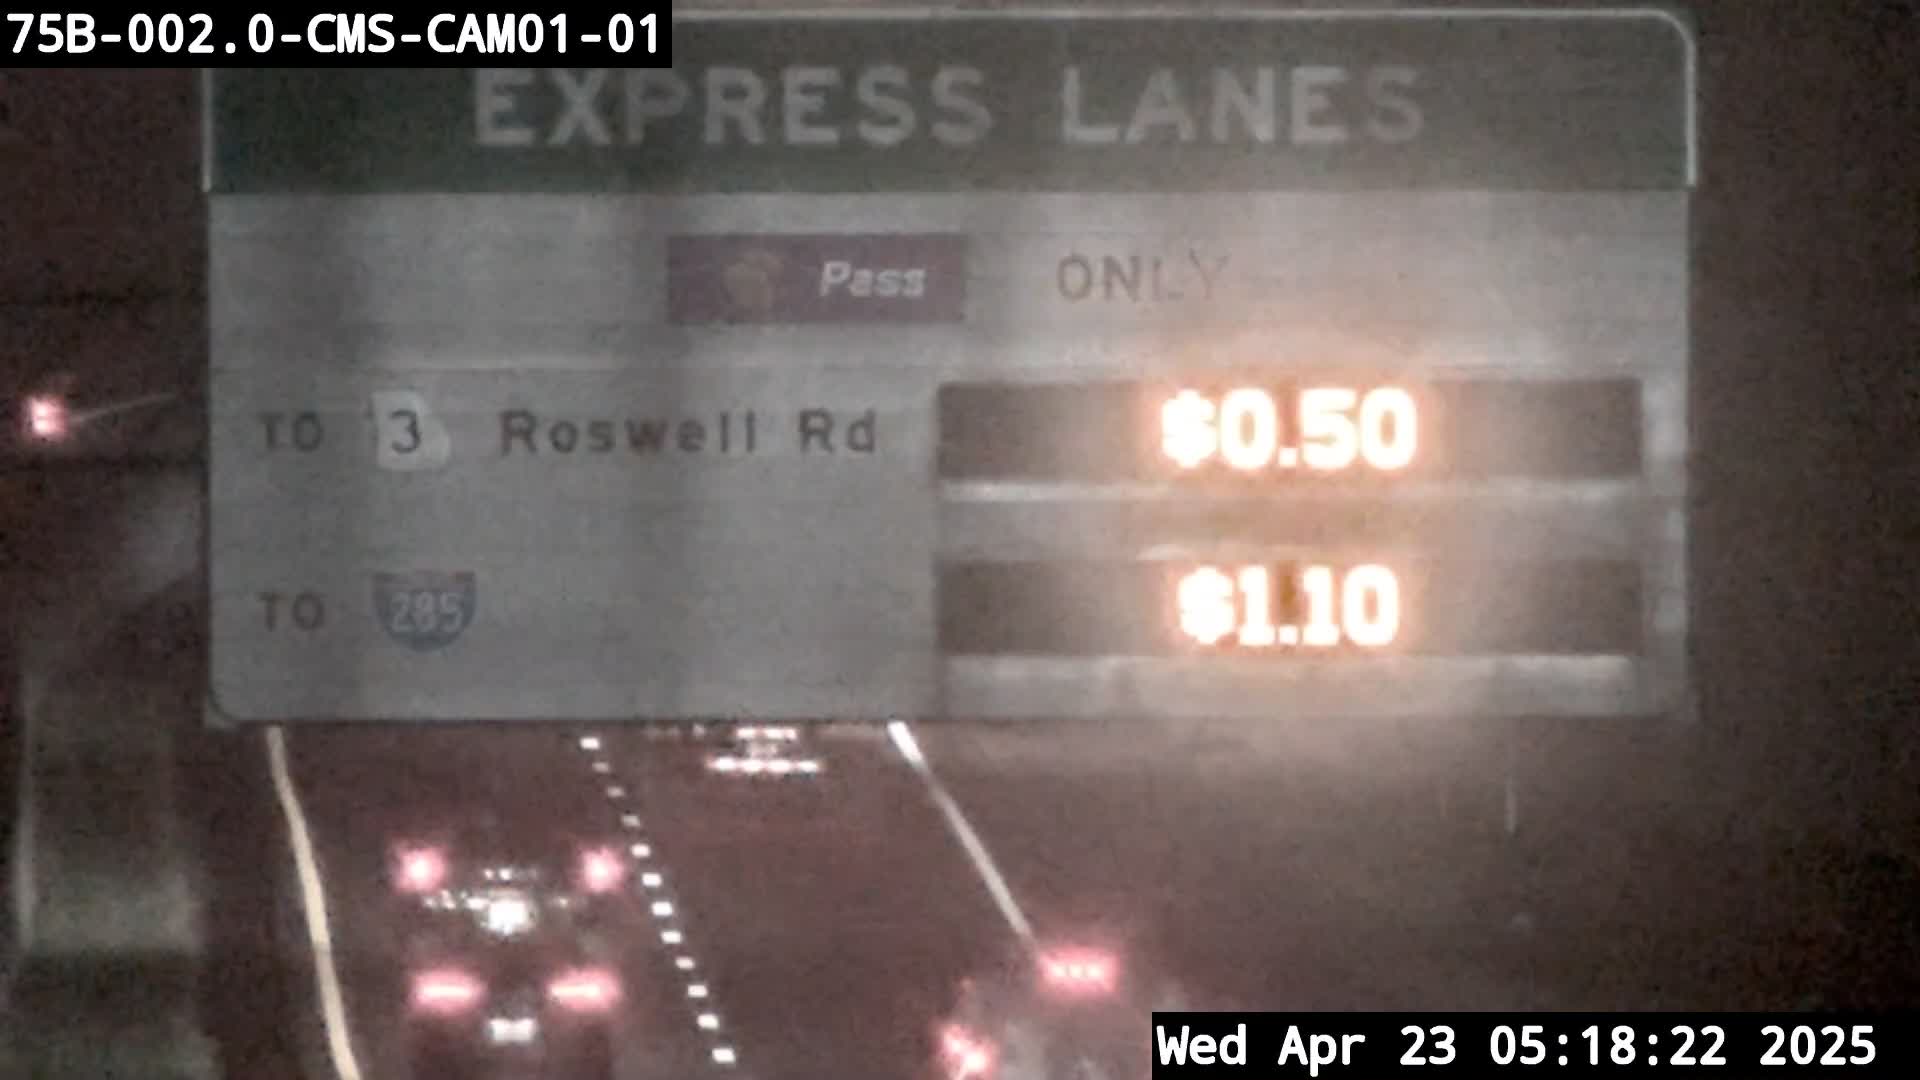 75B-002.0-CMS-CAM01-01
EXPRESS LANES
Pass ONLY
TO 3 Roswell Rd $0.50
TO 285 $1.10
Wed Apr 23 05:18:22 2025